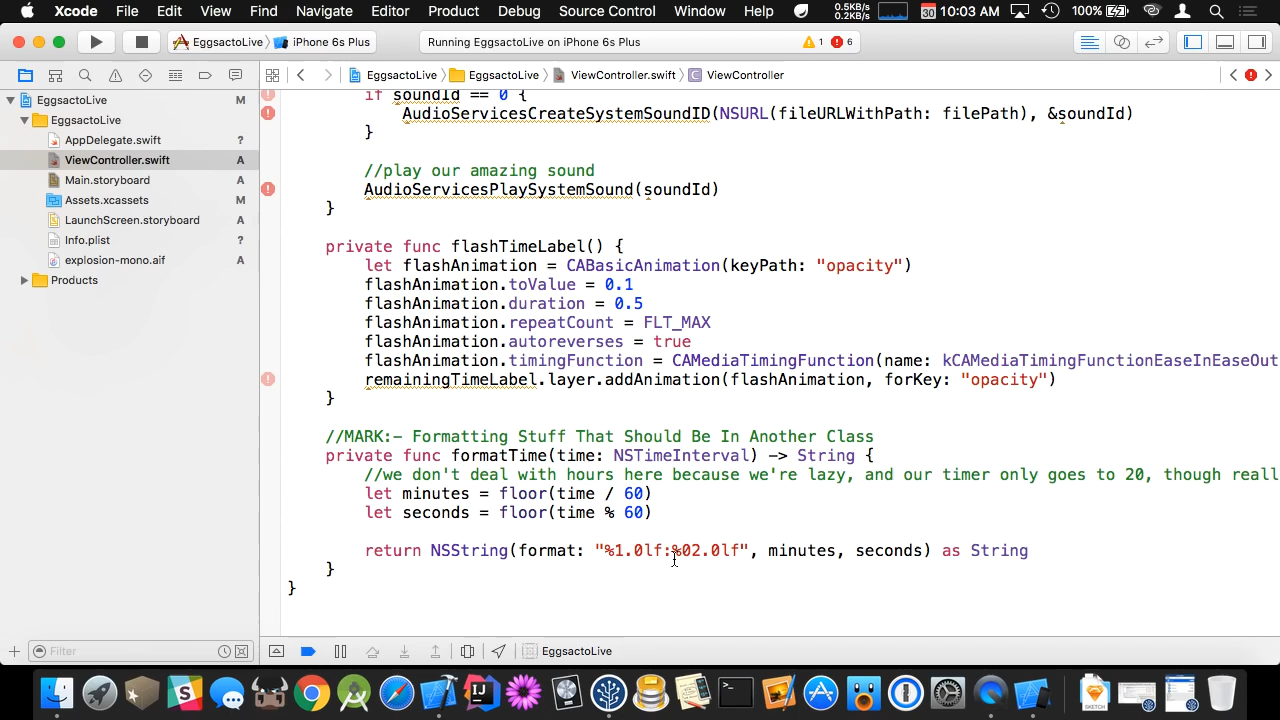 Xcode File Edit View Find Navigate Editor Product Debug Source Control Window Help 0.5KB/s 0.2KB/s 30 10:03 AM 100%
EggsactoLive iPhone 6s Plus Running EggsactoLive on iPhone 6s Plus 1 6
EggsactoLive EggsactoLive ViewController.swift ViewController
EggsactoLive M
EggsactoLive
AppDelegate.swift ?
ViewController.swift A
Main.storyboard A
Assets.xcassets M
LaunchScreen.storyboard A
Info.plist ?
explosion-mono.aif A
Products
if soundId == 0 {
AudioServicesCreateSystemSoundID(NSURL(fileURLWithPath: filePath), &soundId)
}
//play our amazing sound
AudioServicesPlaySystemSound(soundId)
}
private func flashTimeLabel() {
let flashAnimation = CABasicAnimation(keyPath: "opacity")
flashAnimation.toValue = 0.1
flashAnimation.duration = 0.5
flashAnimation.repeatCount = FLT_MAX
flashAnimation.autoreverses = true
flashAnimation.timingFunction = CAMediaTimingFunction(name: kCAMediaTimingFunctionEaseInEaseOut
remainingTimeLabel.layer.addAnimation(flashAnimation, forKey: "opacity")
}
//MARK:- Formatting Stuff That Should Be In Another Class
private func formatTime(time: NSTimeInterval) -> String {
//we don't deal with hours here because we're lazy, and our timer only goes to 20, though reall
let minutes = floor(time / 60)
let seconds = floor(time % 60)
return NSString(format: "%1.0lf:%02.0lf", minutes, seconds) as String
}
}
Filter
EggsactoLive